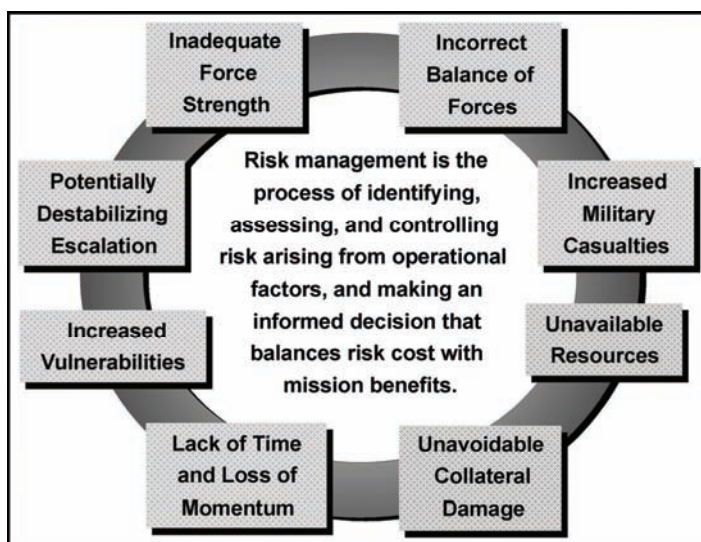 Inadequate
Force
Strength
Incorrect
Balance of
Forces
Potentially
Destabilizing
Escalation
Risk management is the
process of identifying,
assessing, and controlling
risk arising from operational
factors, and making an
informed decision that
balances risk cost with
mission benefits.
Increased
Military
Casualties
Increased
Vulnerabilities
Unavailable
Resources
Lack of Time
and Loss of
Momentum
Unavoidable
Collateral
Damage